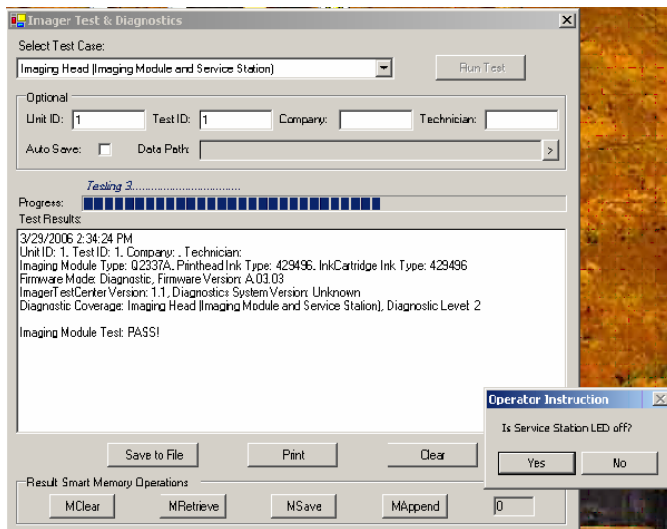 Imager Test & Diagnostics
Select Test Case:
Imaging Head (Imaging Module and Service Station)
Run Test
Optional
Unit ID: 1 Test ID: 1 Company: Technician:
Auto Save: Data Path: >
Testing 3..................................
Progress:
Test Results:
3/29/2006 2:34:24 PM
Unit ID: 1. Test ID: 1. Company: . Technician:
Imaging Module Type: Q2337A. Printhead Ink Type: 429496. InkCartridge Ink Type: 429496
Firmware Mode: Diagnostic, Firmware Version: A.03.03
ImagerTestCenter Version: 1.1, Diagnostics System Version: Unknown
Diagnostic Coverage: Imaging Head (Imaging Module and Service Station), Diagnostic Level: 2
Imaging Module Test: PASS!
Operator Instruction
Is Service Station LED off?
Yes No
Save to File Print Clear
Result Smart Memory Operations
MClear MRetrieve MSave MAppend 0